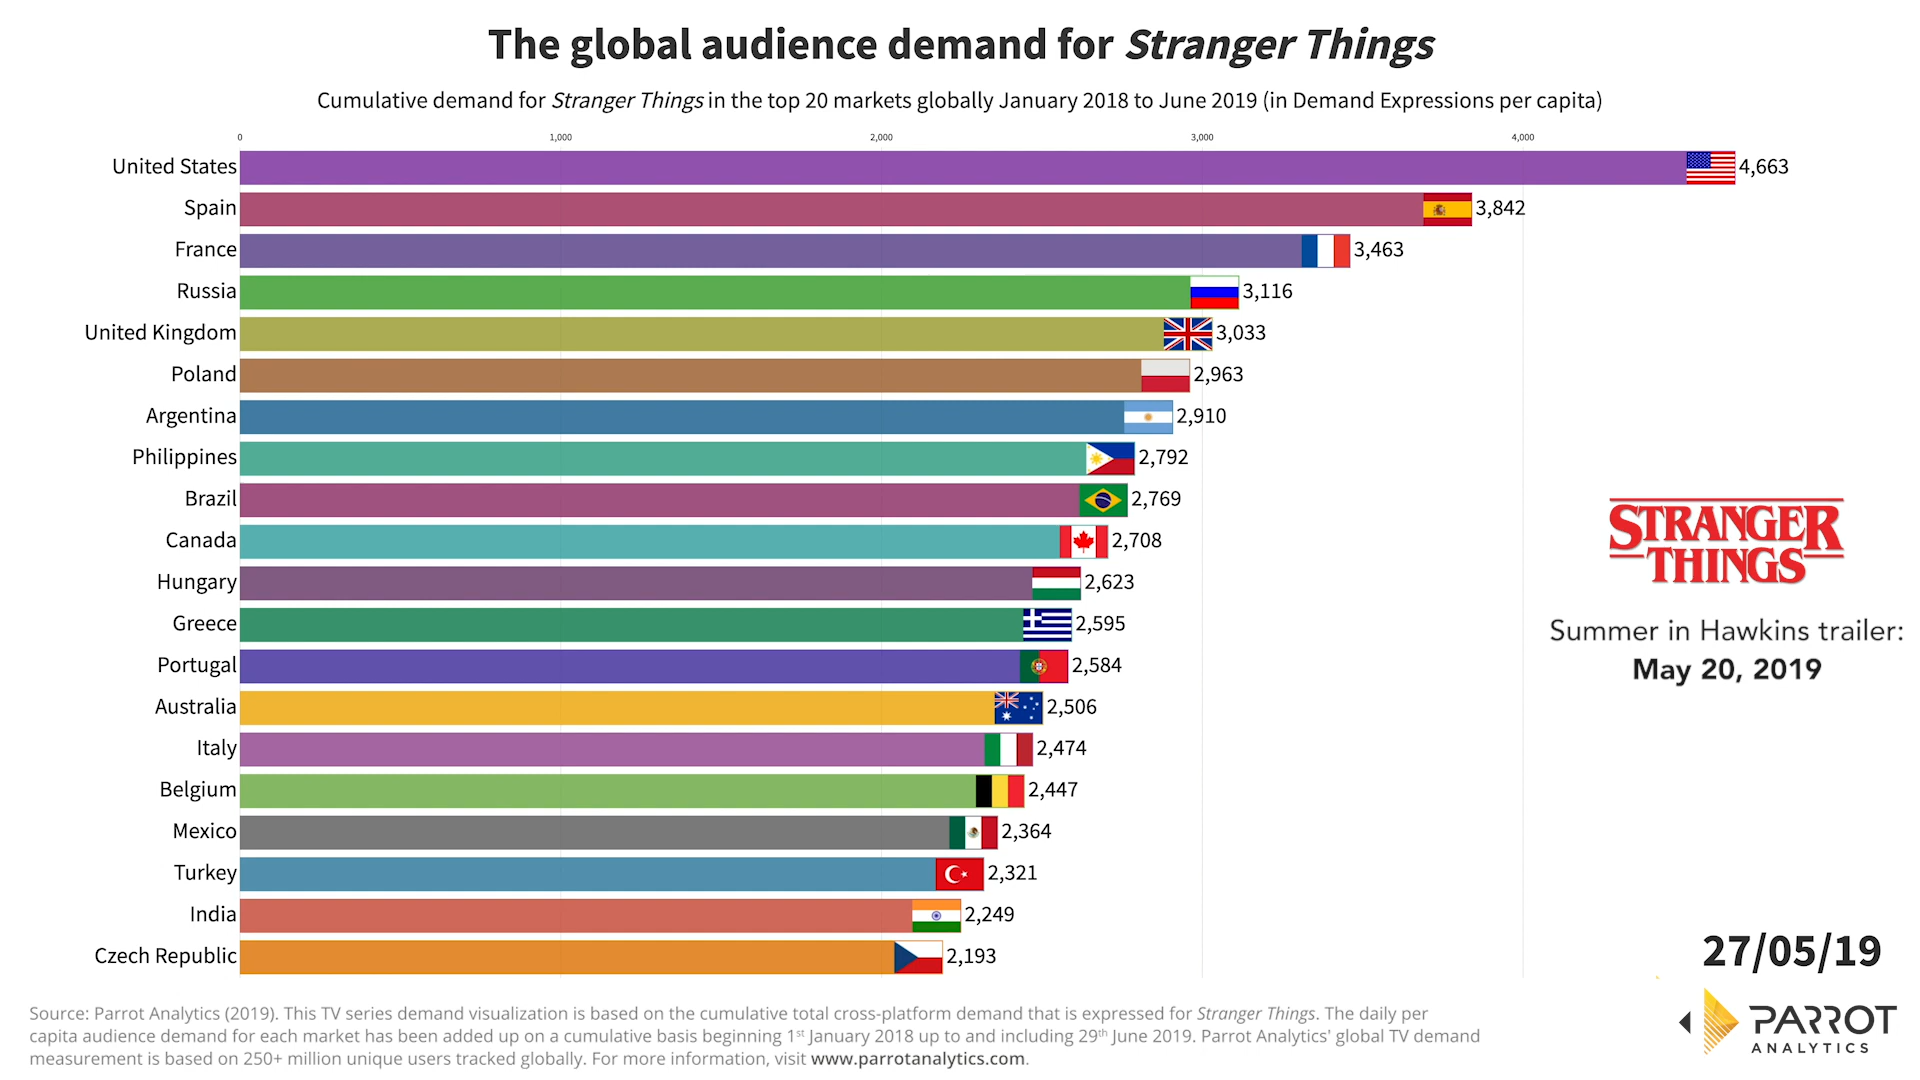 The global audience demand for Stranger Things
Cumulative demand for Stranger Things in the top 20 markets globally January 2018 to June 2019 (in Demand Expressions per capita)
0 1,000 2,000 3,000 4,000
United States 4,663
Spain 3,842
France 3,463
Russia 3,116
United Kingdom 3,033
Poland 2,963
Argentina 2,910
Philippines 2,792
Brazil 2,769
Canada 2,708
Hungary 2,623
Greece 2,595
Portugal 2,584
Australia 2,506
Italy 2,474
Belgium 2,447
Mexico 2,364
Turkey 2,321
India 2,249
Czech Republic 2,193
STRANGER
THINGS
Summer in Hawkins trailer:
May 20, 2019
27/05/19
Source: Parrot Analytics (2019). This TV series demand visualization is based on the cumulative total cross-platform demand that is expressed for Stranger Things. The daily per
capita audience demand for each market has been added up on a cumulative basis beginning 1st January 2018 up to and including 29th June 2019. Parrot Analytics' global TV demand
measurement is based on 250+ million unique users tracked globally. For more information, visit www.parrotanalytics.com.
PARROT
ANALYTICS